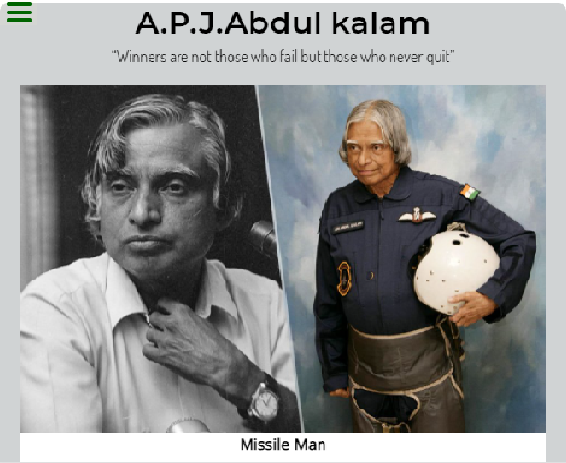 A.P.J.Abdul kalam
“Winners are not those who fail but those who never quit”
Missile Man